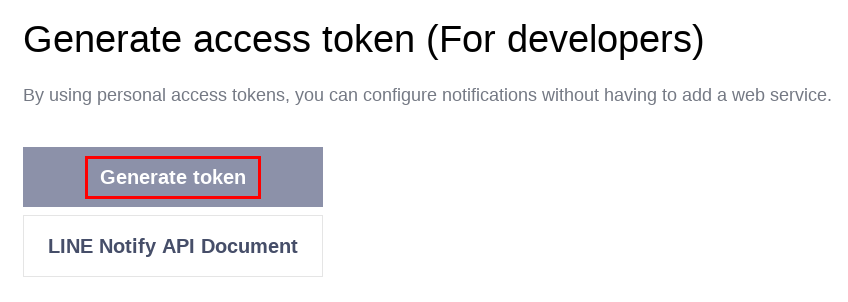 Generate access token (For developers)
By using personal access tokens, you can configure notifications without having to add a web service.
Generate token
LINE Notify API Document